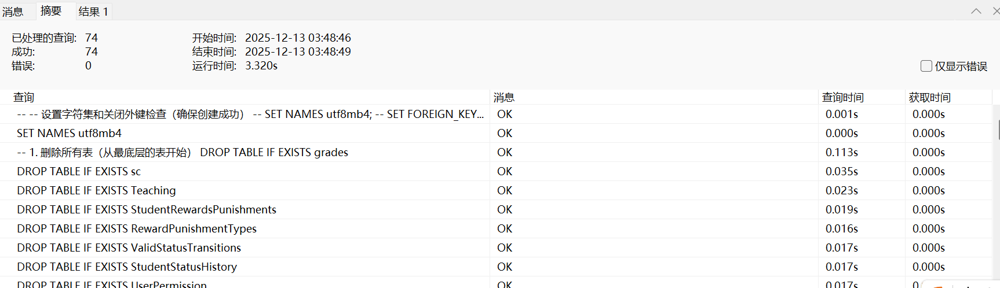 消息 摘要 结果 1
已处理的查询: 74 开始时间: 2025-12-13 03:48:46
成功: 74 结束时间: 2025-12-13 03:48:49
错误: 0 运行时间: 3.320s
仅显示错误
查询 消息 查询时间 获取时间
-- -- 设置字符集和关闭外键检查（确保创建成功） -- SET NAMES utf8mb4; -- SET FOREIGN_KEY... OK 0.001s 0.000s
SET NAMES utf8mb4 OK 0.000s 0.000s
-- 1. 删除所有表（从最底层的表开始） DROP TABLE IF EXISTS grades OK 0.113s 0.000s
DROP TABLE IF EXISTS sc OK 0.035s 0.000s
DROP TABLE IF EXISTS Teaching OK 0.023s 0.000s
DROP TABLE IF EXISTS StudentRewardsPunishments OK 0.019s 0.000s
DROP TABLE IF EXISTS RewardPunishmentTypes OK 0.016s 0.000s
DROP TABLE IF EXISTS ValidStatusTransitions OK 0.017s 0.000s
DROP TABLE IF EXISTS StudentStatusHistory OK 0.017s 0.000s
DROP TABLE IF EXISTS UserPermission OK 0.017s